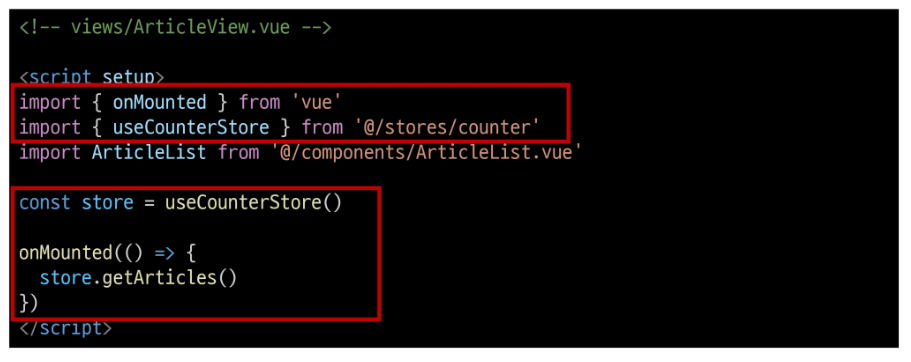 <!-- views/ArticleView.vue -->
<script setup>
import { onMounted } from 'vue'
import { useCounterStore } from '@/stores/counter'
import ArticleList from '@/components/ArticleList.vue'
const store = useCounterStore()
onMounted(() => {
  store.getArticles()
})
</script>